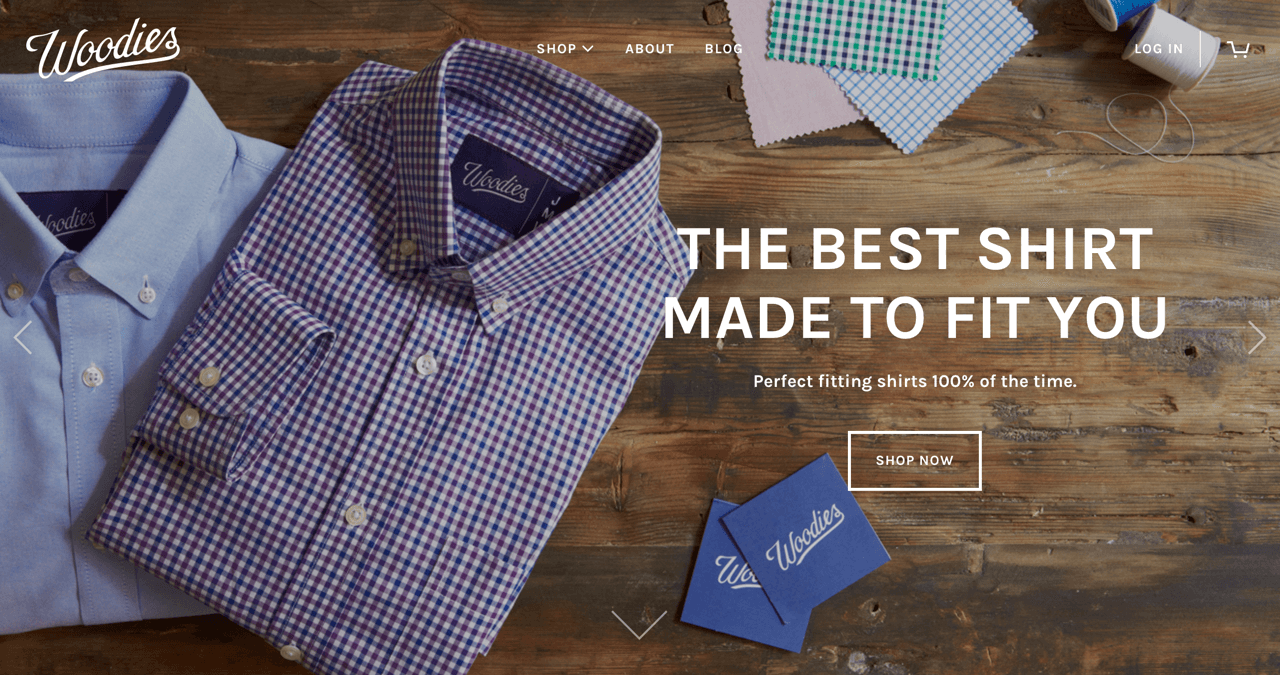 Woodies
SHOP
ABOUT
BLOG
LOG IN
Woodies
Woodies
THE BEST SHIRT
MADE TO FIT YOU
Perfect fitting shirts 100% of the time.
SHOP NOW
Woodies